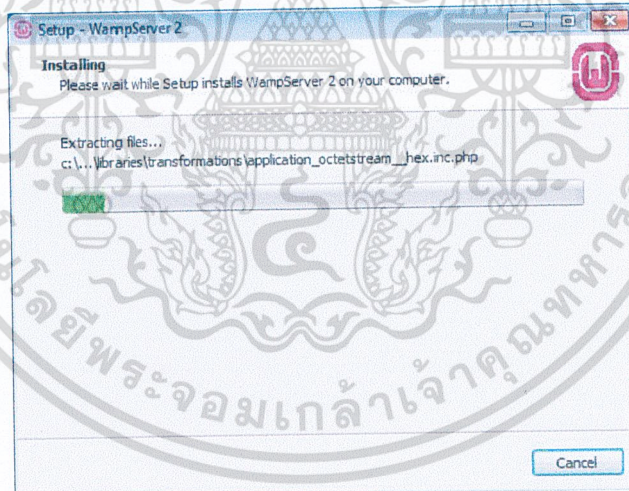 Setup - WampServer 2
Installing
Please wait while Setup installs WampServer 2 on your computer.
Extracting files...
c:\...\libraries\transformations\application_octetstream__hex.inc.php
พระจอมเกล้าเจ้าคุณทหาร
Cancel